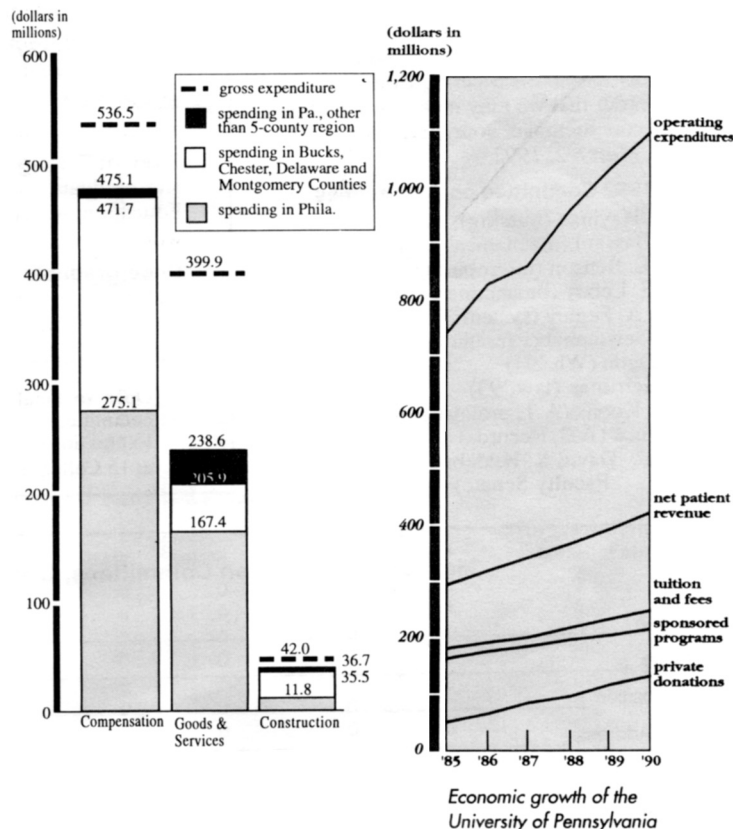 (dollars in
millions)
600
500
400
300
200
100
0
gross expenditure
spending in Pa., other
than 5-county region
spending in Bucks,
Chester, Delaware and
Montgomery Counties
spending in Phila.
536.5
475.1
471.7
275.1
399.9
238.6
205.9
167.4
42.0
36.7
35.5
11.8
Compensation
Goods &
Services
Construction
(dollars in
millions)
1,200
1,000
800
600
400
200
0
operating
expenditures
net patient
revenue
tuition
and fees
sponsored
programs
private
donations
'85 '86 '87 '88 '89 '90
Economic growth of the
University of Pennsylvania